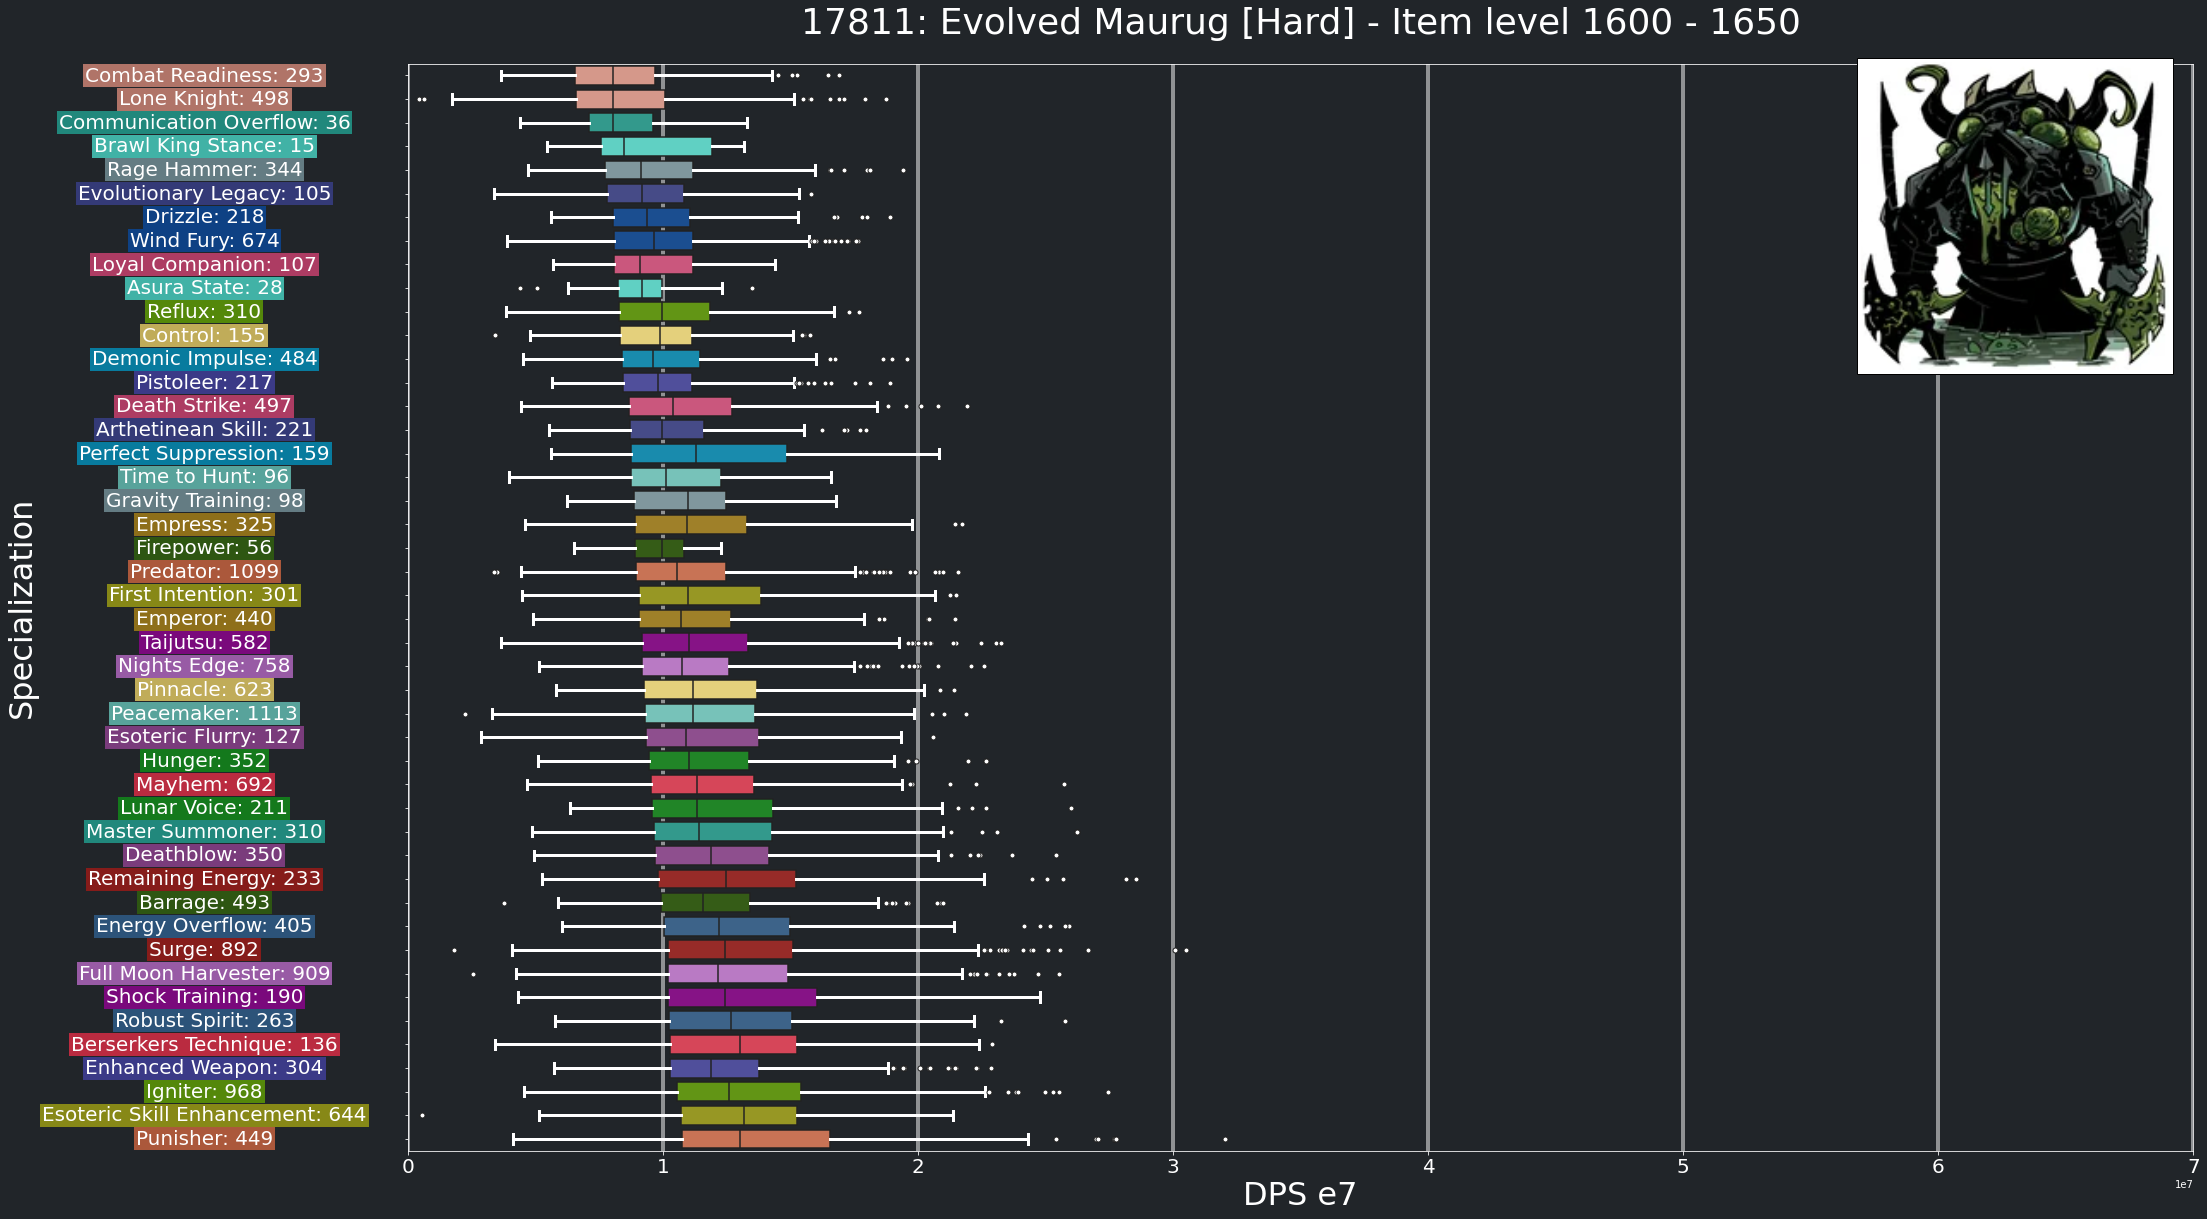 17811: Evolved Maurug [Hard] - Item level 1600 - 1650
Specialization
Combat Readiness: 293
Lone Knight: 498
Communication Overflow: 36
Brawl King Stance: 15
Rage Hammer: 344
Evolutionary Legacy: 105
Drizzle: 218
Wind Fury: 674
Loyal Companion: 107
Asura State: 28
Reflux: 310
Control: 155
Demonic Impulse: 484
Pistoleer: 217
Death Strike: 497
Arthetinean Skill: 221
Perfect Suppression: 159
Time to Hunt: 96
Gravity Training: 98
Empress: 325
Firepower: 56
Predator: 1099
First Intention: 301
Emperor: 440
Taijutsu: 582
Nights Edge: 758
Pinnacle: 623
Peacemaker: 1113
Esoteric Flurry: 127
Hunger: 352
Mayhem: 692
Lunar Voice: 211
Master Summoner: 310
Deathblow: 350
Remaining Energy: 233
Barrage: 493
Energy Overflow: 405
Surge: 892
Full Moon Harvester: 909
Shock Training: 190
Robust Spirit: 263
Berserkers Technique: 136
Enhanced Weapon: 304
Igniter: 968
Esoteric Skill Enhancement: 644
Punisher: 449
0 1 2 3 4 5 6 7
1e7
DPS e7